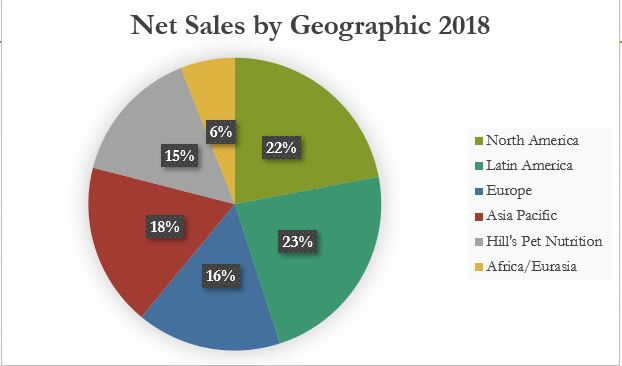 Net Sales by Geographic 2018
6%
22%
15%
18%
23%
16%
North America
Latin America
Europe
Asia Pacific
Hill's Pet Nutrition
Africa/Eurasia